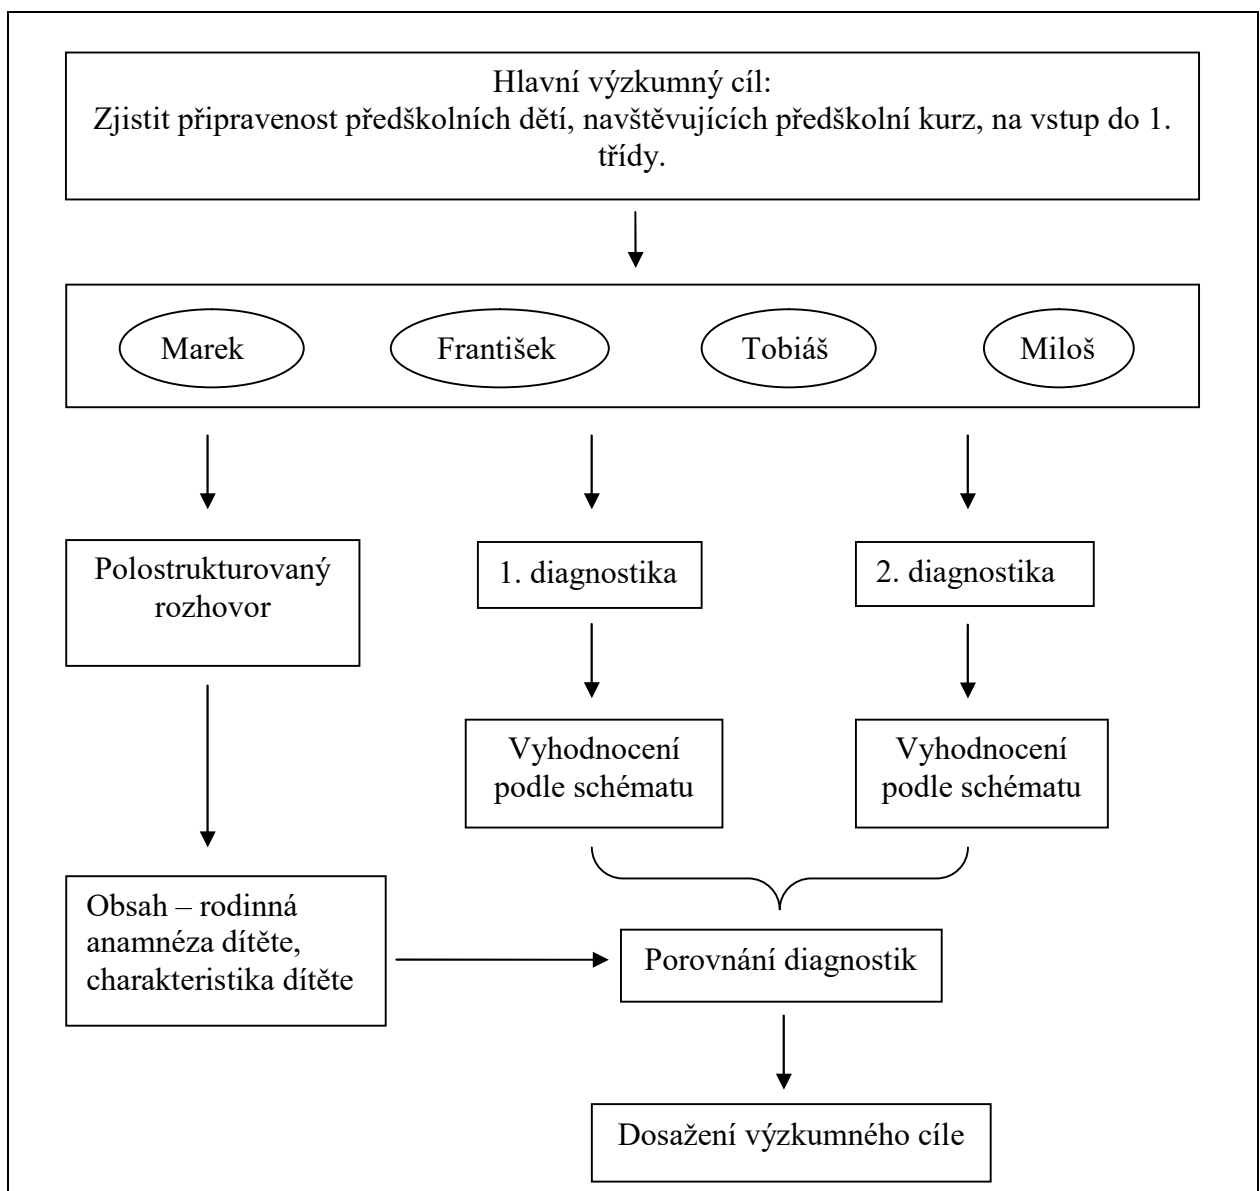 Hlavní výzkumný cíl:
Zjistit připravenost předškolních dětí, navštěvujících předškolní kurz, na vstup do 1.
třídy.
Marek
František
Tobiáš
Miloš
Polostrukturovaný
rozhovor
1. diagnostika
2. diagnostika
Vyhodnocení
podle schématu
Vyhodnocení
podle schématu
Obsah – rodinná
anamnéza dítěte,
charakteristika dítěte
Porovnání diagnostik
Dosažení výzkumného cíle